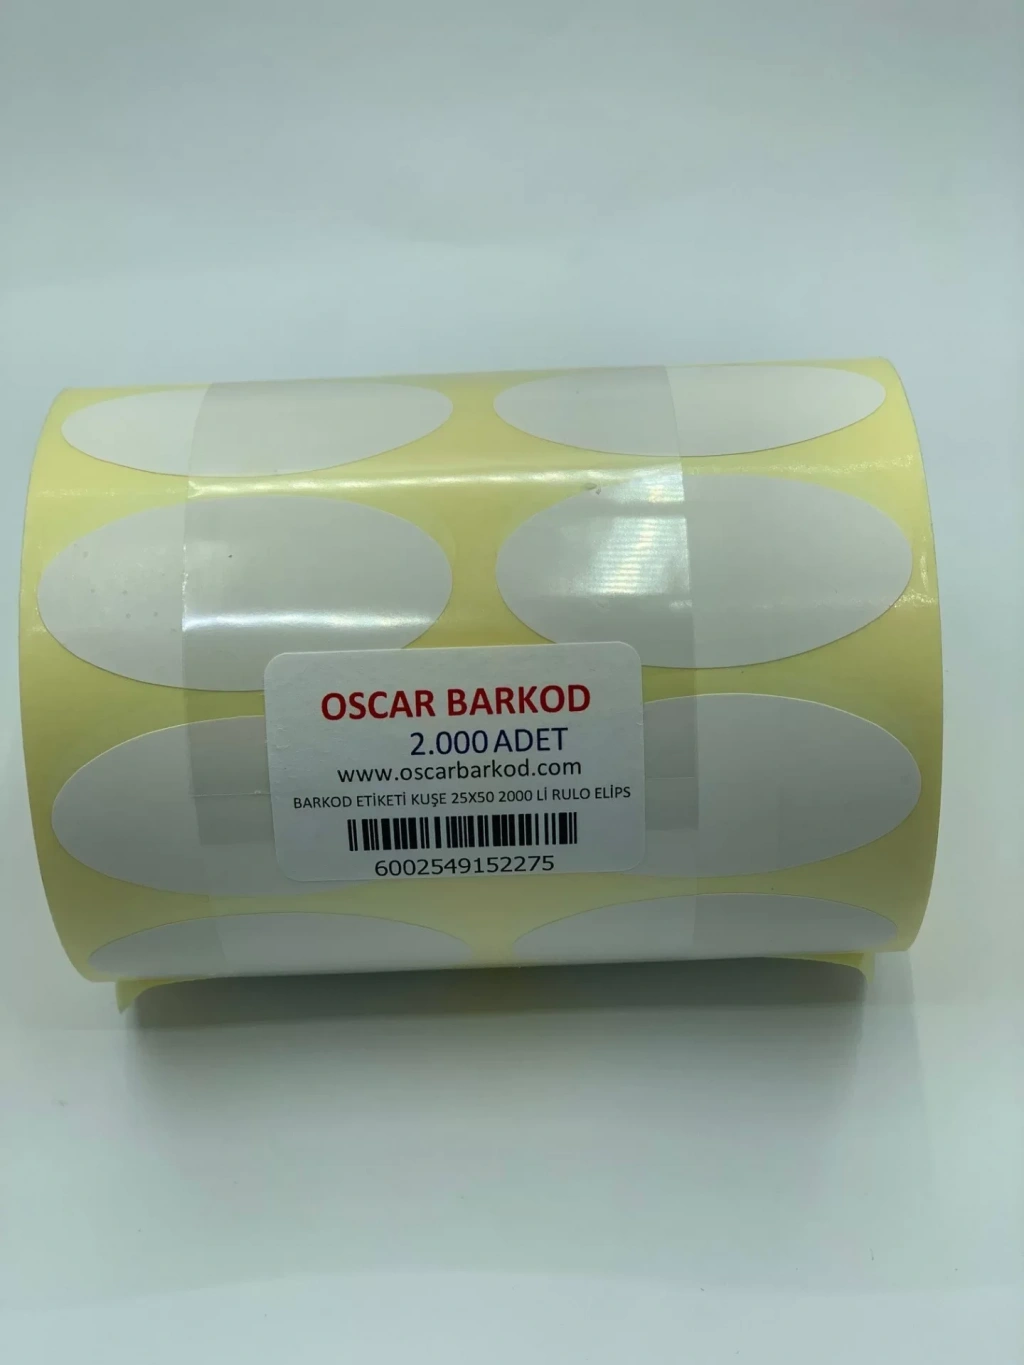 OSCAR BARKOD
2.000 ADET
www.oscarbarkod.com
BARKOD ETİKETİ KUŞE 25X50 2000 Lİ RULO ELİPS
6002549152275